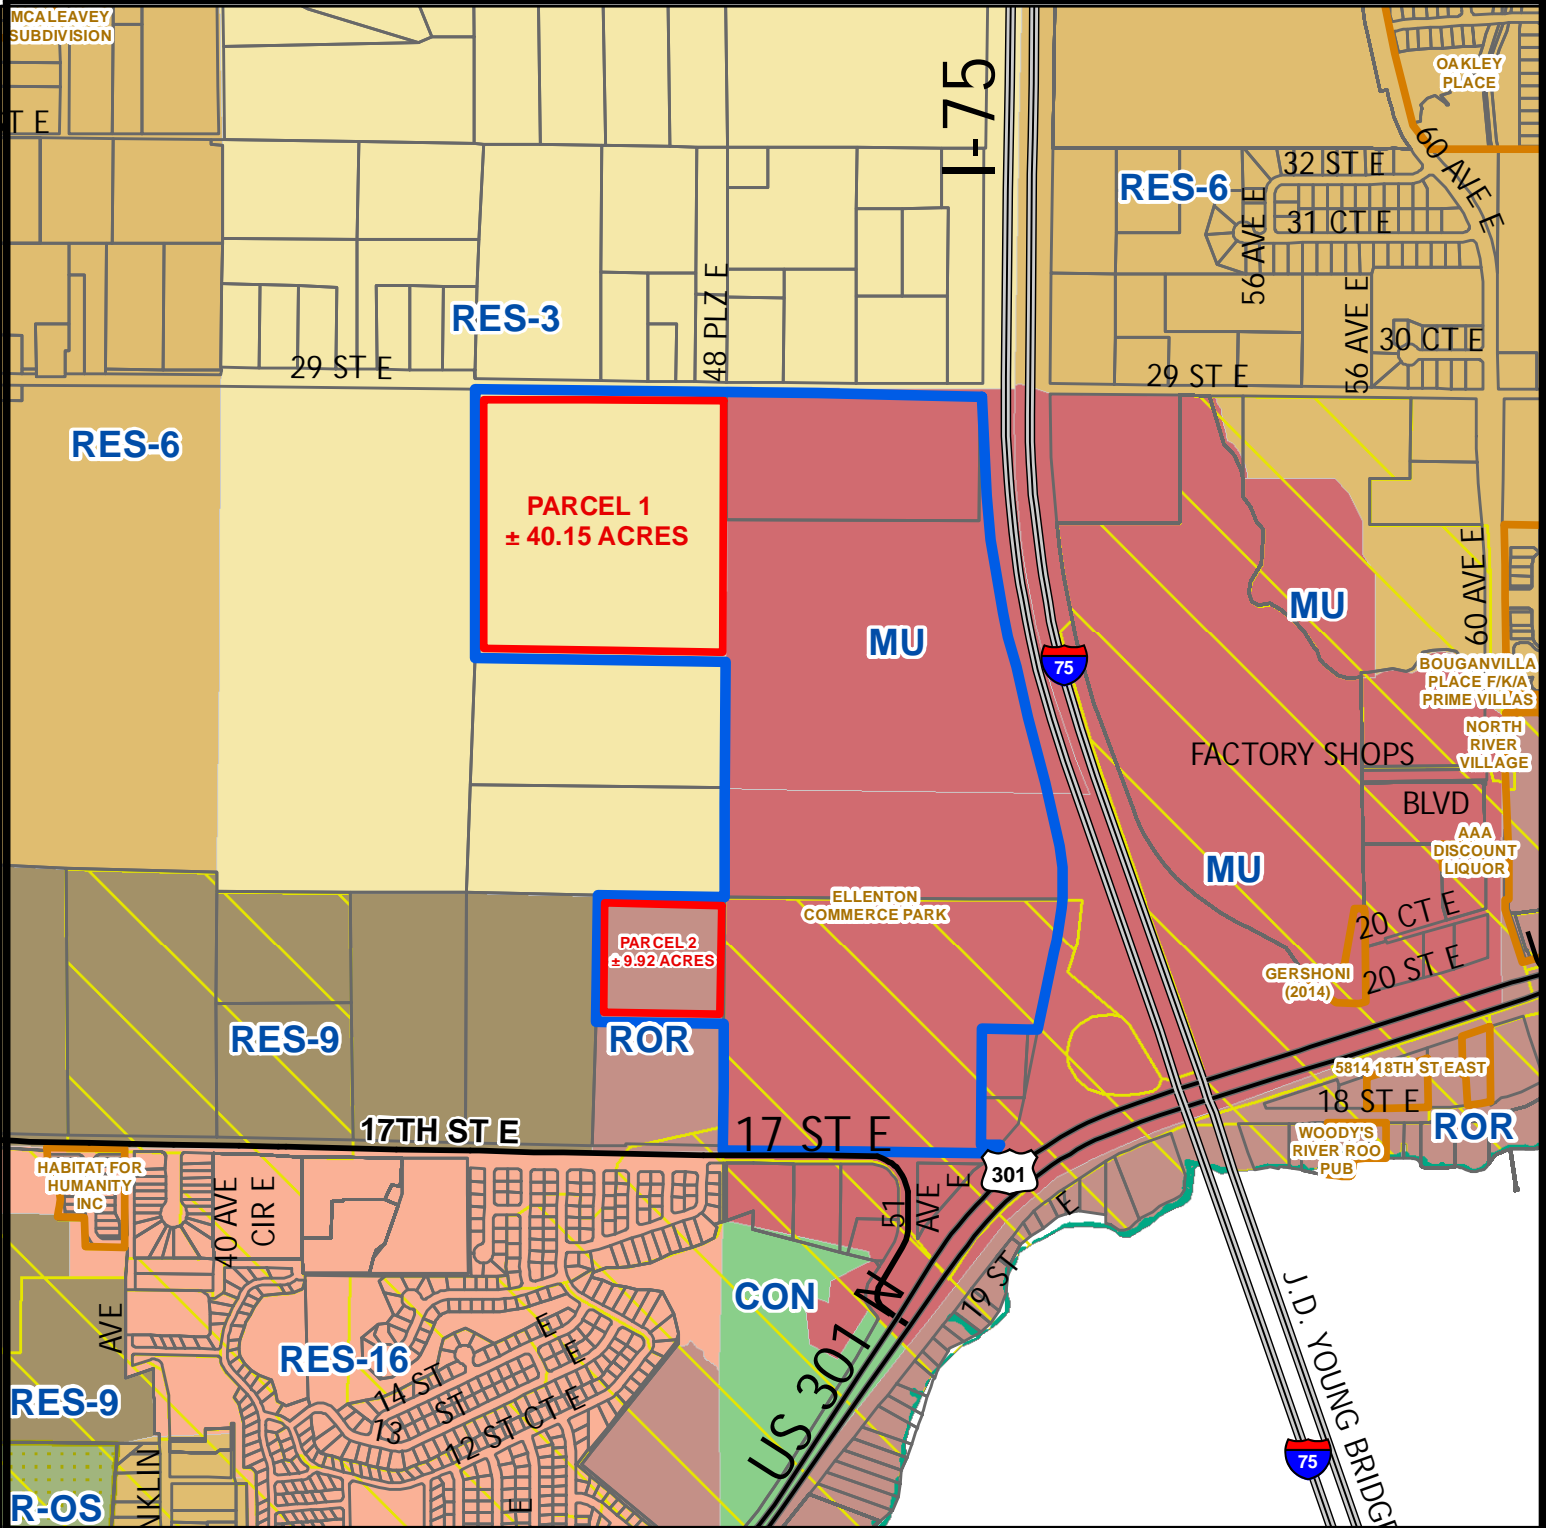 MCALEAVEY
SUBDIVISION
T E
I-75
OAKLEY
PLACE
60 AVE E
32 ST E
RES-6
56 AVE E
31 CT E
48 PLZ E
RES-3
56 AVE E
30 CT E
29 ST E
29 ST E
RES-6
PARCEL 1
± 40.15 ACRES
MU
MU
60 AVE E
75
BOUGANVILLA
PLACE F/K/A
PRIME VILLAS
NORTH
RIVER
VILLAGE
FACTORY SHOPS
BLVD
AAA
DISCOUNT
LIQUOR
MU
ELLENTON
COMMERCE PARK
20 CT E
PARCEL 2
± 9.92 ACRES
20 ST E
GERSHONI
(2014)
RES-9
ROR
5814 18TH ST EAST
18 ST E
17TH ST E
17 ST E
ROR
WOODY'S
RIVER ROO
PUB
301
HABITAT FOR
HUMANITY
INC
40 AVE
CIR E
51
AVE
E
19 ST E
CON
US 301 N
J.D. YOUNG BRIDGE
AVE
RES-16
14 ST E
13 ST E
12 ST CT E
RES-9
75
NKLIN
R-OS
E